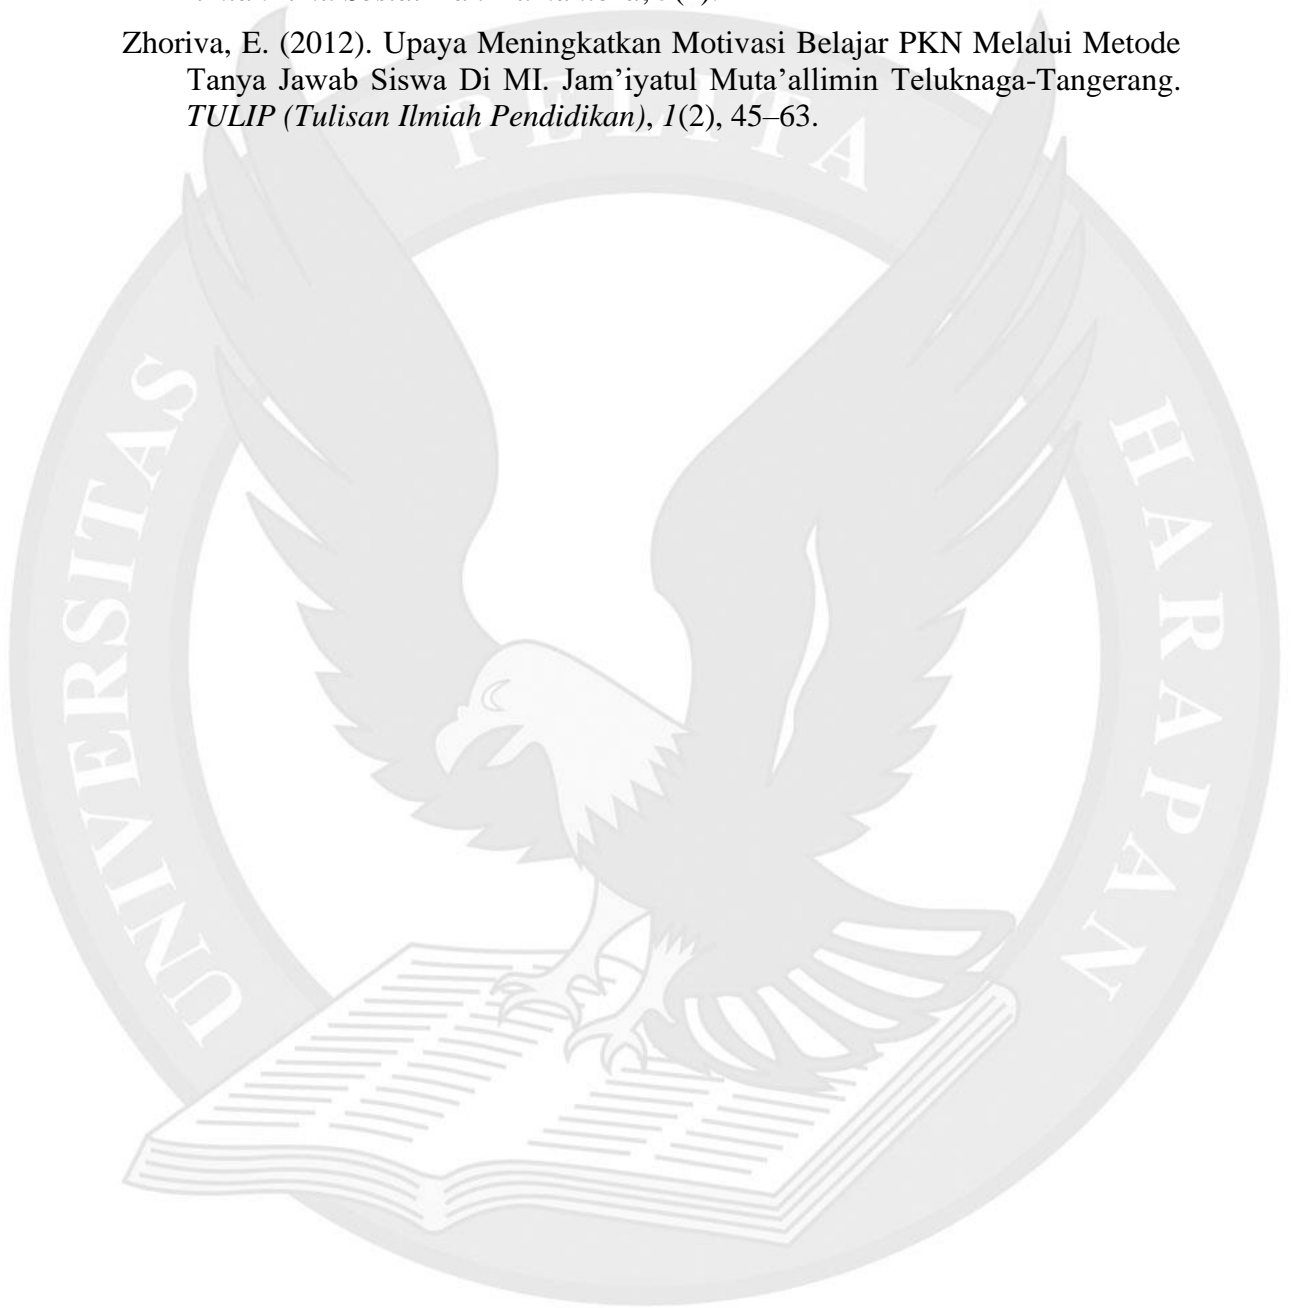 Zhoriva, E. (2012). Upaya Meningkatkan Motivasi Belajar PKN Melalui Metode
Tanya Jawab Siswa Di MI. Jam’iyatul Muta’allimin Teluknaga-Tangerang.
TULIP (Tulisan Ilmiah Pendidikan), 1(2), 45–63.
UNIVERSITAS
PELITA
HARAPAN